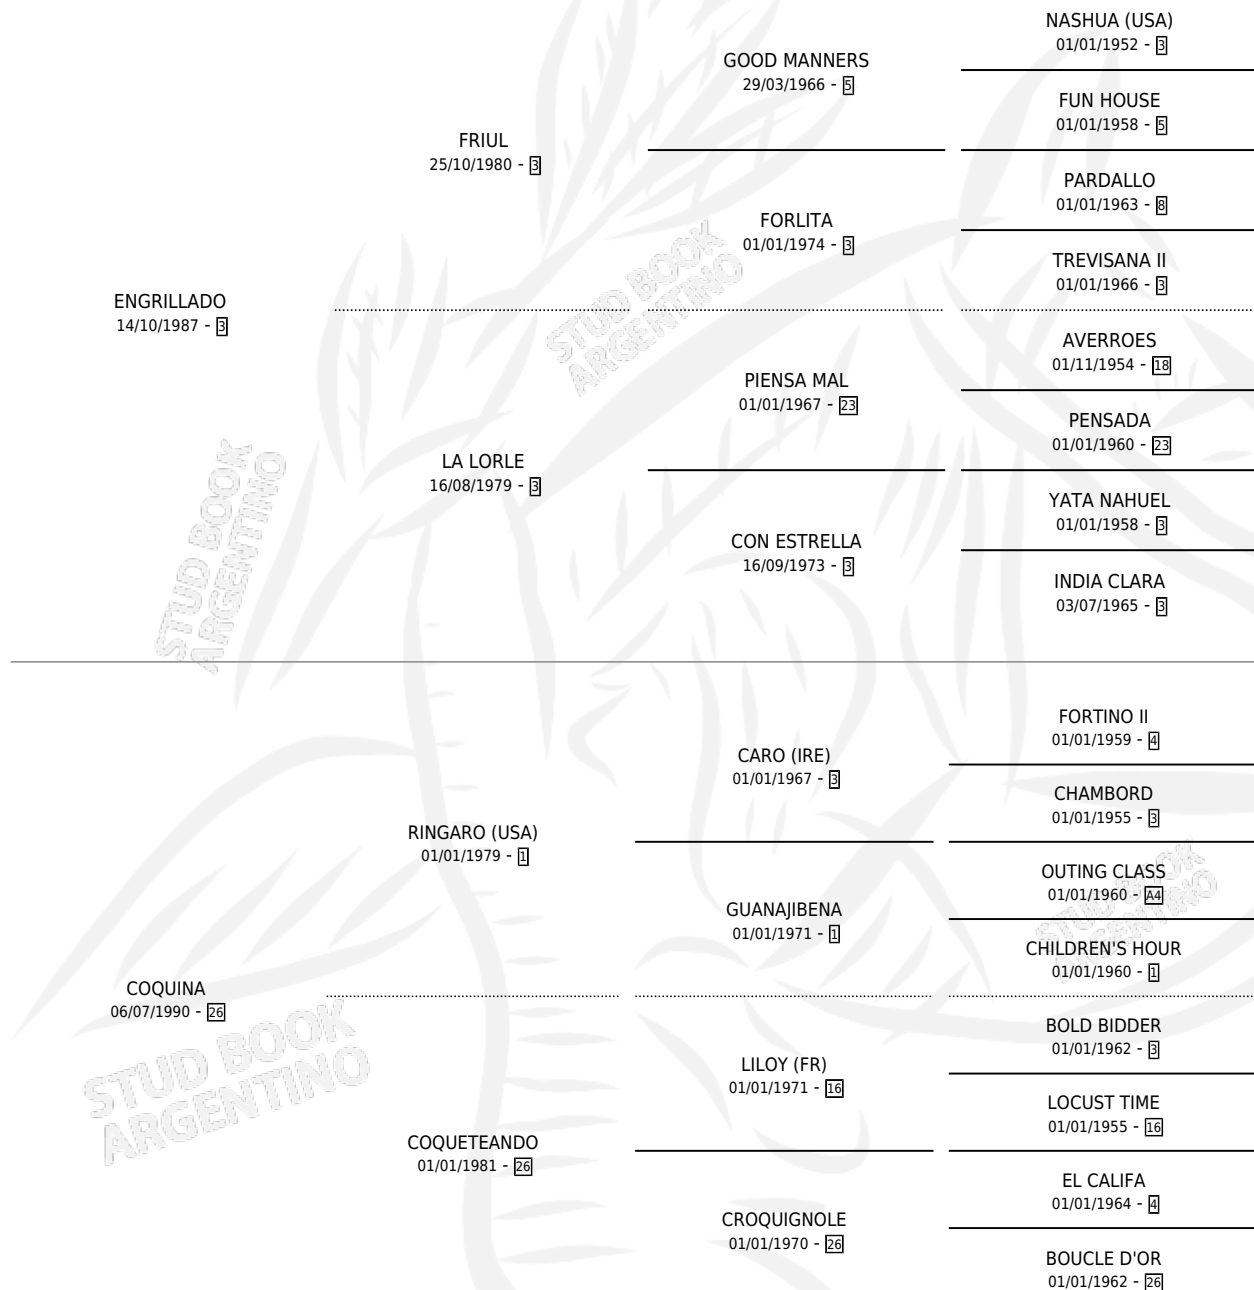 NASHUA (USA)
01/01/1952 - 3
GOOD MANNERS
29/03/1966 - 5
FUN HOUSE
01/01/1958 - 5
FRIUL
25/10/1980 - 3
PARDALLO
01/01/1963 - 8
FORLITA
01/01/1974 - 3
TREVISANA II
01/01/1966 - 3
ENGRILLADO
14/10/1987 - 3
AVERROES
01/11/1954 - 18
PIENSA MAL
01/01/1967 - 23
PENSADA
01/01/1960 - 23
LA LORLE
16/08/1979 - 3
YATA NAHUEL
01/01/1958 - 3
CON ESTRELLA
16/09/1973 - 3
INDIA CLARA
03/07/1965 - 3
STUD BOOK
ARGENTINO
STUD BOOK
ARGENTINO
FORTINO II
01/01/1959 - 4
CARO (IRE)
01/01/1967 - 3
CHAMBORD
01/01/1955 - 3
RINGARO (USA)
01/01/1979 - 1
OUTING CLASS
01/01/1960 - A4
GUANAJIBENA
01/01/1971 - 1
CHILDREN'S HOUR
01/01/1960 - 1
COQUINA
06/07/1990 - 26
BOLD BIDDER
01/01/1962 - 3
LILOY (FR)
01/01/1971 - 16
LOCUST TIME
01/01/1955 - 16
COQUETEANDO
01/01/1981 - 26
EL CALIFA
01/01/1964 - 4
CROQUIGNOLE
01/01/1970 - 26
BOUCLE D'OR
01/01/1962 - 26
STUD BOOK
ARGENTINO
STUD BOOK
ARGENTINO